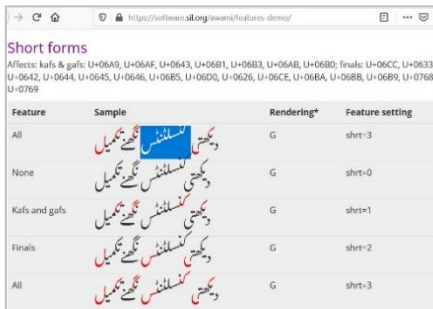 https://software.sil.org/awami/features-demo/
Short forms
Affects: kafs & gafs: U+06A9, U+06AF, U+0643, U+06B1, U+06B3, U+06AB, U+06B0; finals: U+06CC, U+0633
U+0642, U+0644, U+0645, U+0646, U+06B5, U+06D0, U+0626, U+06CE, U+06BA, U+06BB, U+06B9, U+0768
U+0769
Feature Sample Rendering* Feature setting
All دیکھتی کنسلٹنٹس نگھنے تکمیل G shrt=3
None دیکھتی کنسلٹنٹس نگھنے تکمیل G shrt=0
Kafs and gafs دیکھتی کنسلٹنٹس نگھنے تکمیل G shrt=1
Finals دیکھتی کنسلٹنٹس نگھنے تکمیل G shrt=2
All دیکھتی کنسلٹنٹس نگھنے تکمیل G shrt=3